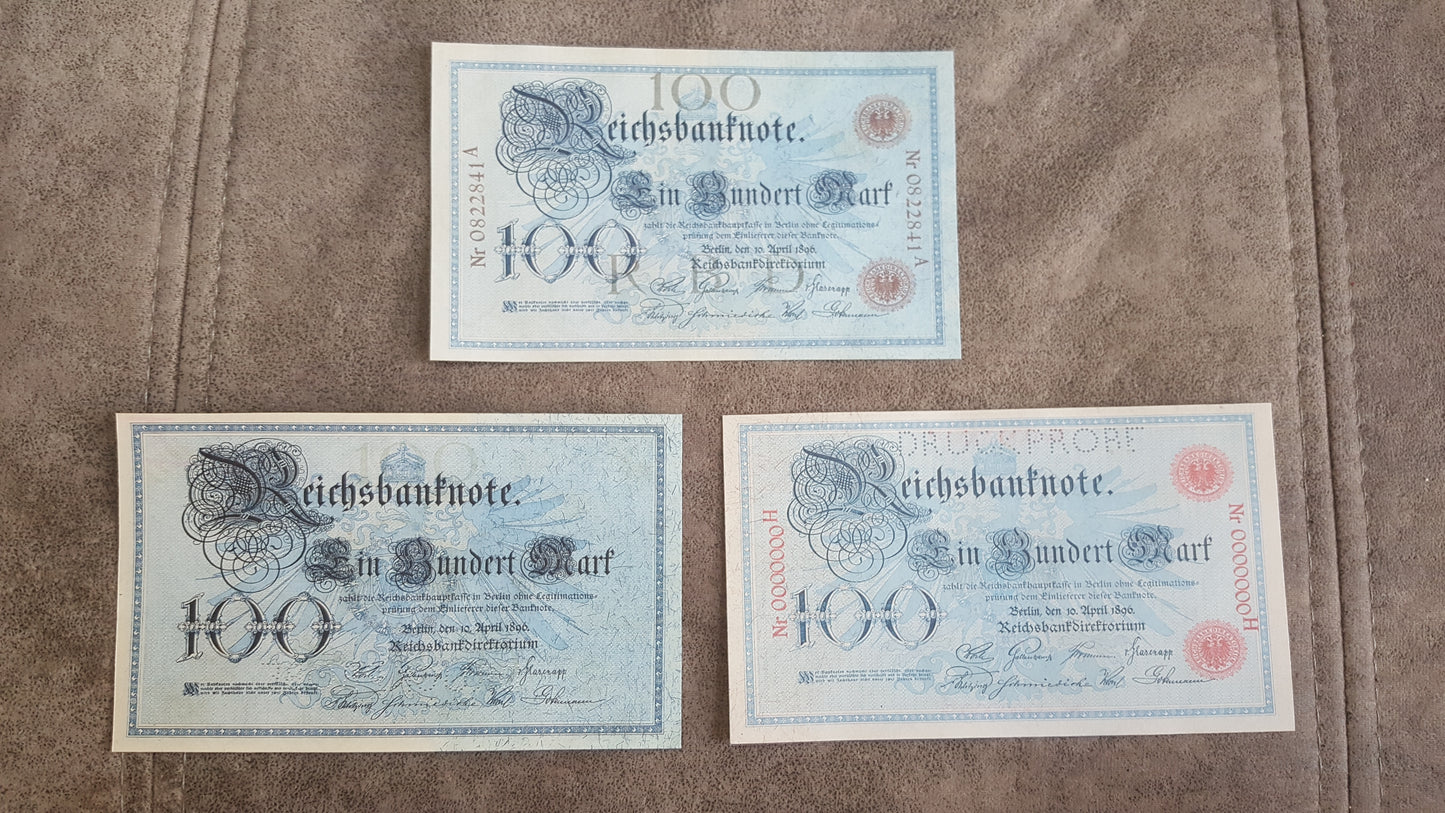 100
Reichsbanknote.
Ein Hundert Mark
zahlt die Reichsbankhauptkasse in Berlin ohne Legitimations-
prüfung dem Einlieferer dieser Banknote.
Berlin, den 10. April 1896.
Reichsbankdirektorium
100
R B D
Nr 0822841 A
Nr 0822841 A
100
Reichsbanknote.
Ein Hundert Mark
zahlt die Reichsbankhauptkasse in Berlin ohne Legitimations-
prüfung dem Einlieferer dieser Banknote.
Berlin, den 10. April 1896.
Reichsbankdirektorium
100
DRUCKPROBE
Reichsbanknote.
Ein Hundert Mark
zahlt die Reichsbankhauptkasse in Berlin ohne Legitimations-
prüfung dem Einlieferer dieser Banknote.
Berlin, den 10. April 1896.
Reichsbankdirektorium
100
Nr 0000000 H
Nr 0000000 H